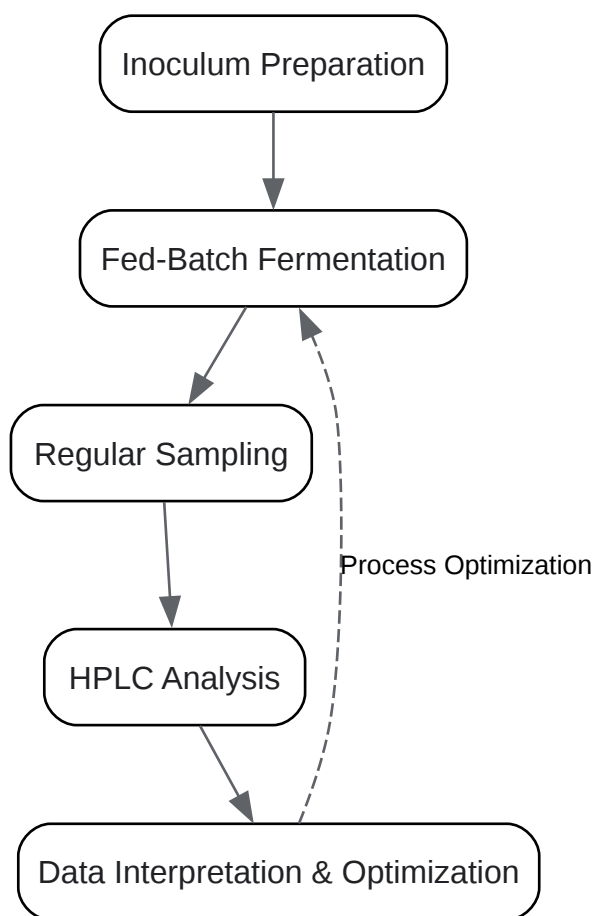 Inoculum Preparation
Fed-Batch Fermentation
Regular Sampling
Process Optimization
HPLC Analysis
Data Interpretation & Optimization